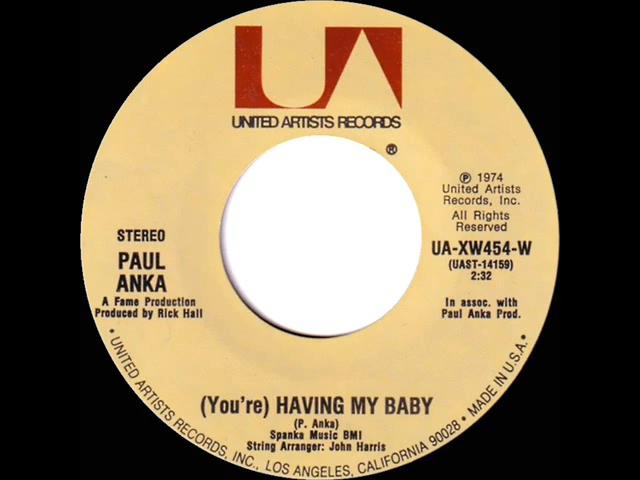 UA
UNITED ARTISTS RECORDS
®
STEREO
PAUL
ANKA
A Fame Production
Produced by Rick Hall
℗ 1974
United Artists
Records, Inc.
All Rights
Reserved
UA-XW454-W
(UAST-14159)
2:32
In assoc. with
Paul Anka Prod.
(You're) HAVING MY BABY
(P. Anka)
Spanka Music BMI
String Arranger: John Harris
• UNITED ARTISTS RECORDS, INC., LOS ANGELES, CALIFORNIA 90028 • MADE IN U.S.A. •